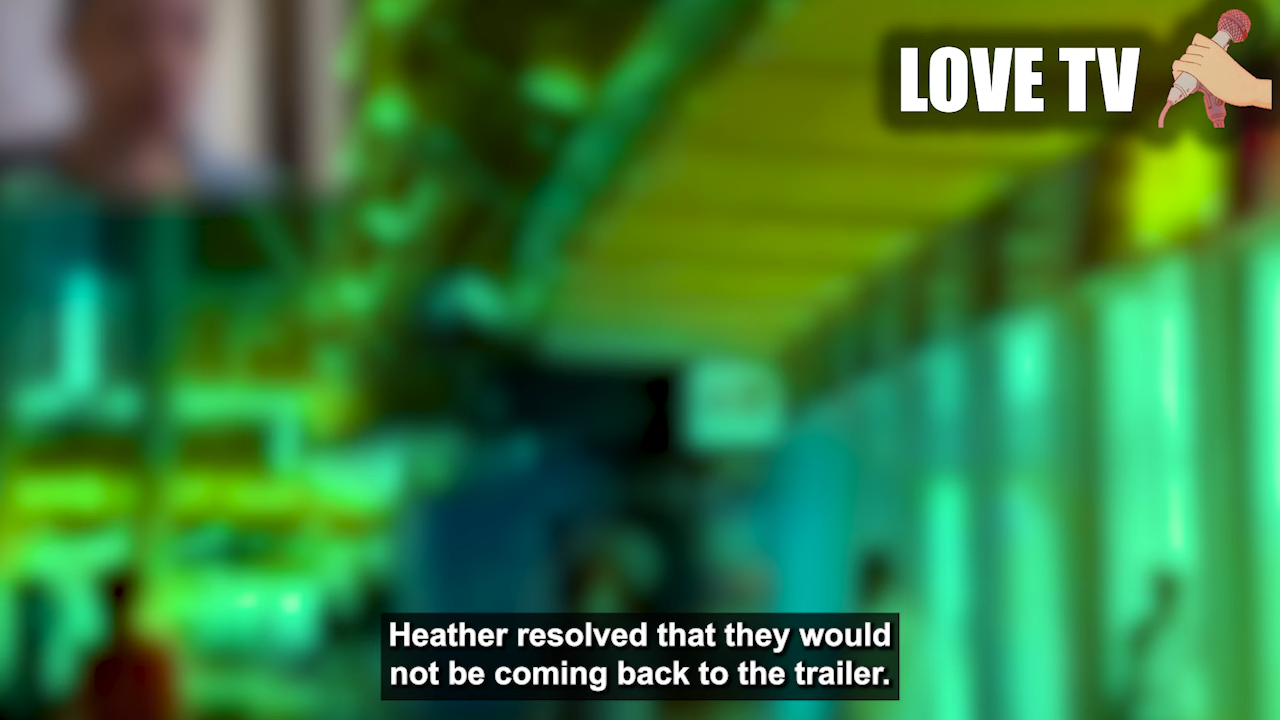 LOVE TV
Heather resolved that they would
not be coming back to the trailer.